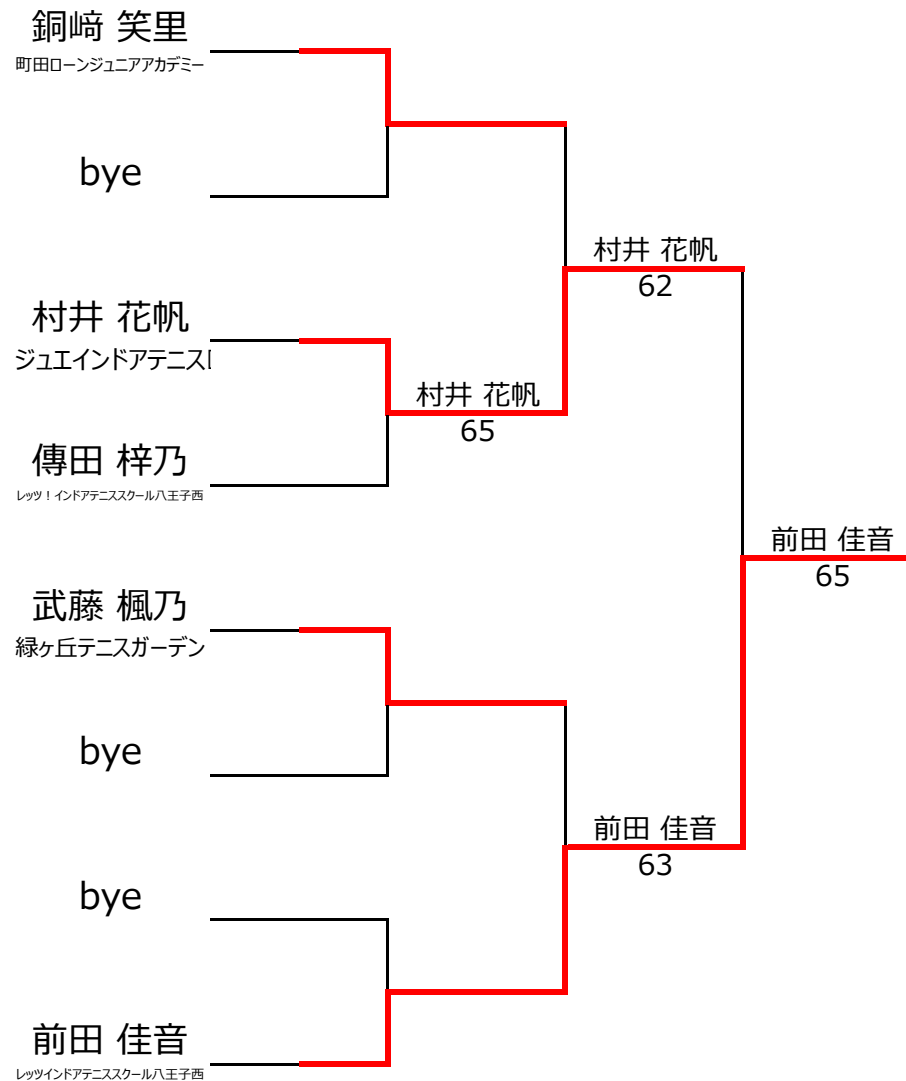 銅﨑 笑里
町田ローンジュニアアカデミー
bye
村井 花帆
62
村井 花帆
ジュエインドアテニス
村井 花帆
65
傳田 梓乃
レッツ！インドアテニススクール八王子西
前田 佳音
65
武藤 楓乃
緑ヶ丘テニスガーデン
bye
前田 佳音
63
bye
前田 佳音
レッツインドアテニススクール八王子西